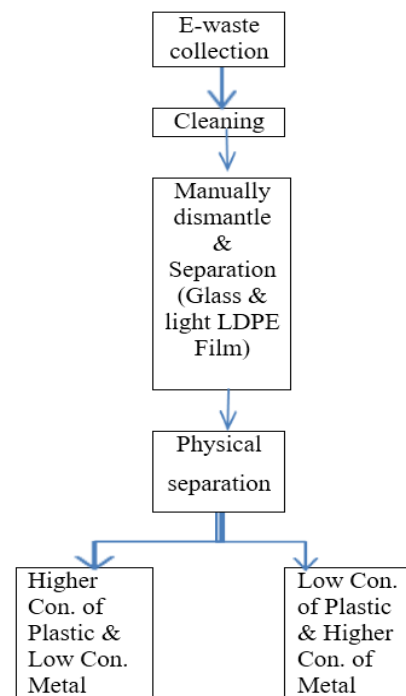 E-waste
collection
Cleaning
Manually
dismantle
&
Separation
(Glass &
light LDPE
Film)
Physical
separation
Higher
Con. of
Plastic &
Low Con.
Metal
Low Con.
of Plastic
& Higher
Con. of
Metal